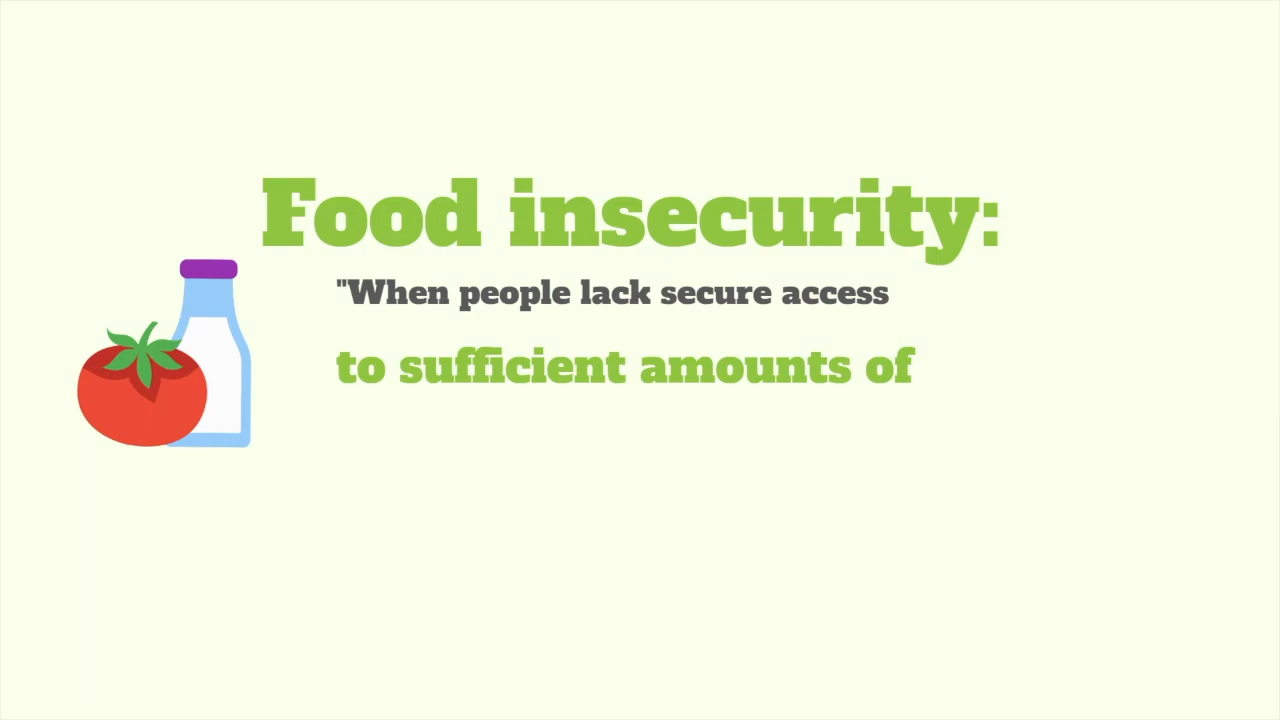 Food insecurity:
"When people lack secure access
to sufficient amounts of